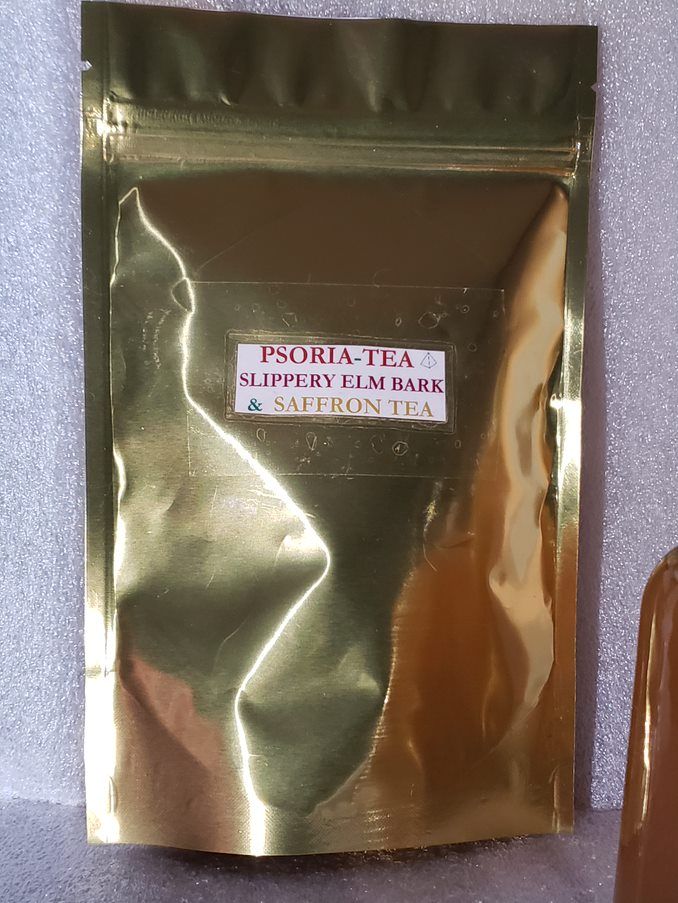 PSORIA-TEA
SLIPPERY ELM BARK
& SAFFRON TEA